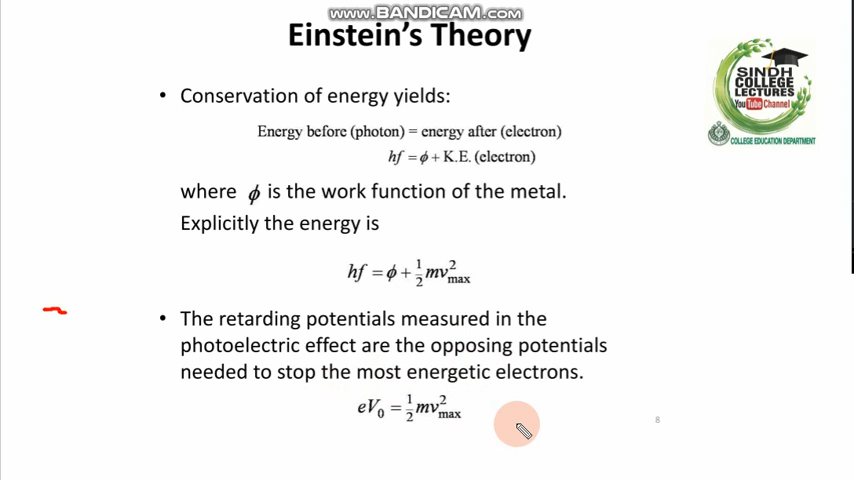 www.BANDICAM.com
Einstein's Theory
SINDH
COLLEGE
LECTURES
You Tube Channel
COLLEGE EDUCATION DEPARTMENT
• Conservation of energy yields:
Energy before (photon) = energy after (electron)
hf = ϕ + K.E. (electron)
where ϕ is the work function of the metal.
Explicitly the energy is
hf = ϕ + ½mv²max
• The retarding potentials measured in the
photoelectric effect are the opposing potentials
needed to stop the most energetic electrons.
eV₀ = ½mv²max
8